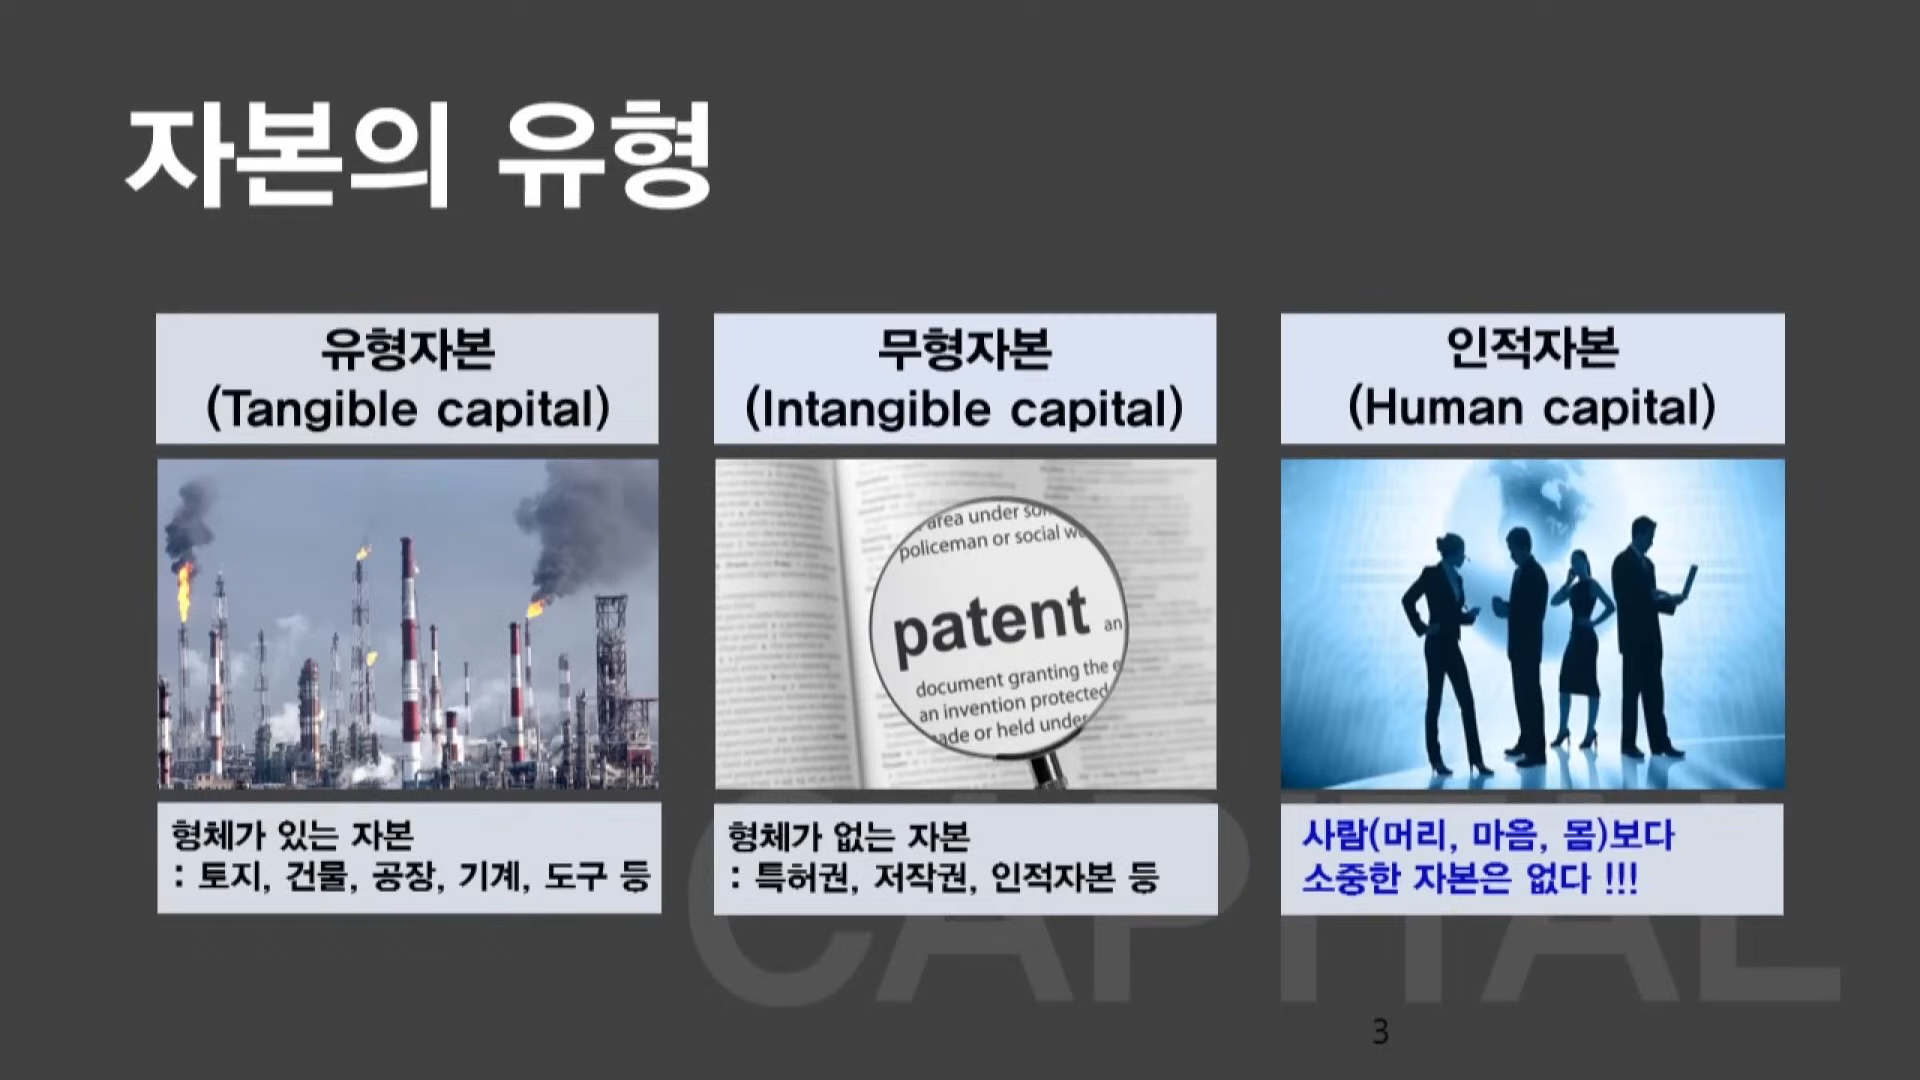 자본의 유형
유형자본
(Tangible capital)
무형자본
(Intangible capital)
인적자본
(Human capital)
area under
policeman or social
patent an
document granting the
an invention protected
or held under
형체가 있는 자본
: 토지, 건물, 공장, 기계, 도구 등
형체가 없는 자본
: 특허권, 저작권, 인적자본 등
사람(머리, 마음, 몸)보다
소중한 자본은 없다 !!!
CAPITAL
3